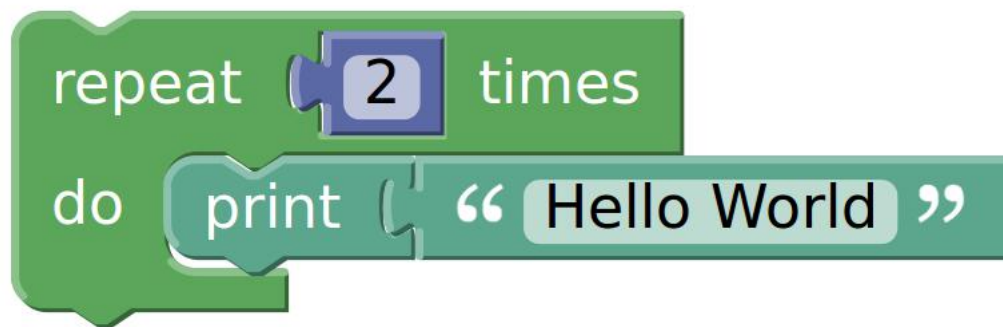 repeat 2 times
do print “ Hello World ”